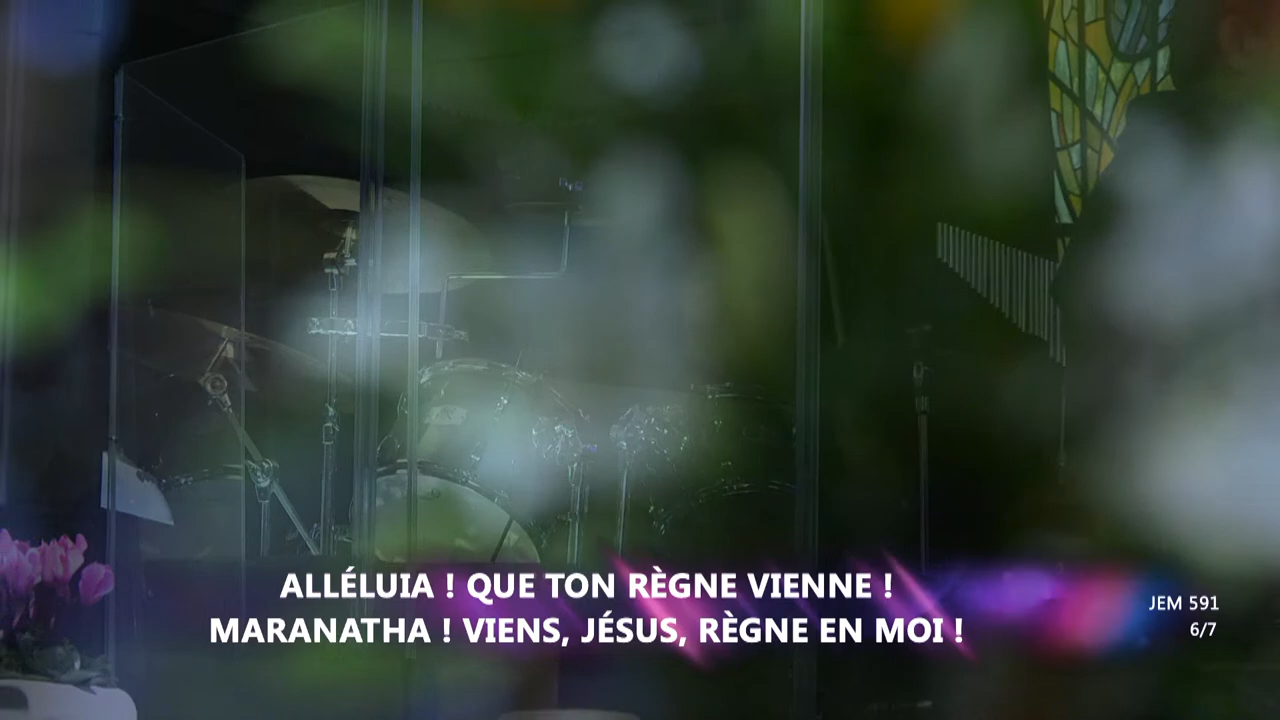 ALLÉLUIA ! QUE TON RÈGNE VIENNE !
MARANATHA ! VIENS, JÉSUS, RÈGNE EN MOI !
JEM 591
6/7